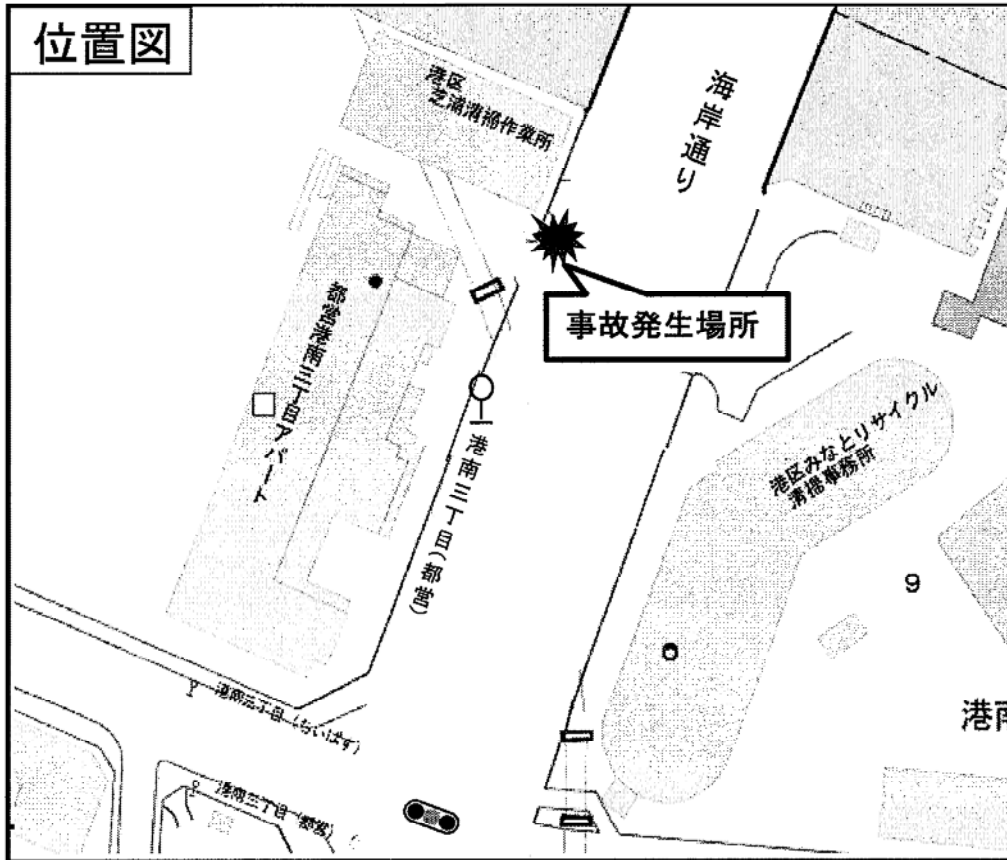 位置図
港区
芝浦清掃作業所
海岸通り
事故発生場所
都営港南三丁目アパート
港南三丁目(都営)
港区みなとリサイクル
清掃事務所
9
港南
港南三丁目(ちぃばす)
港南三丁目(都営)